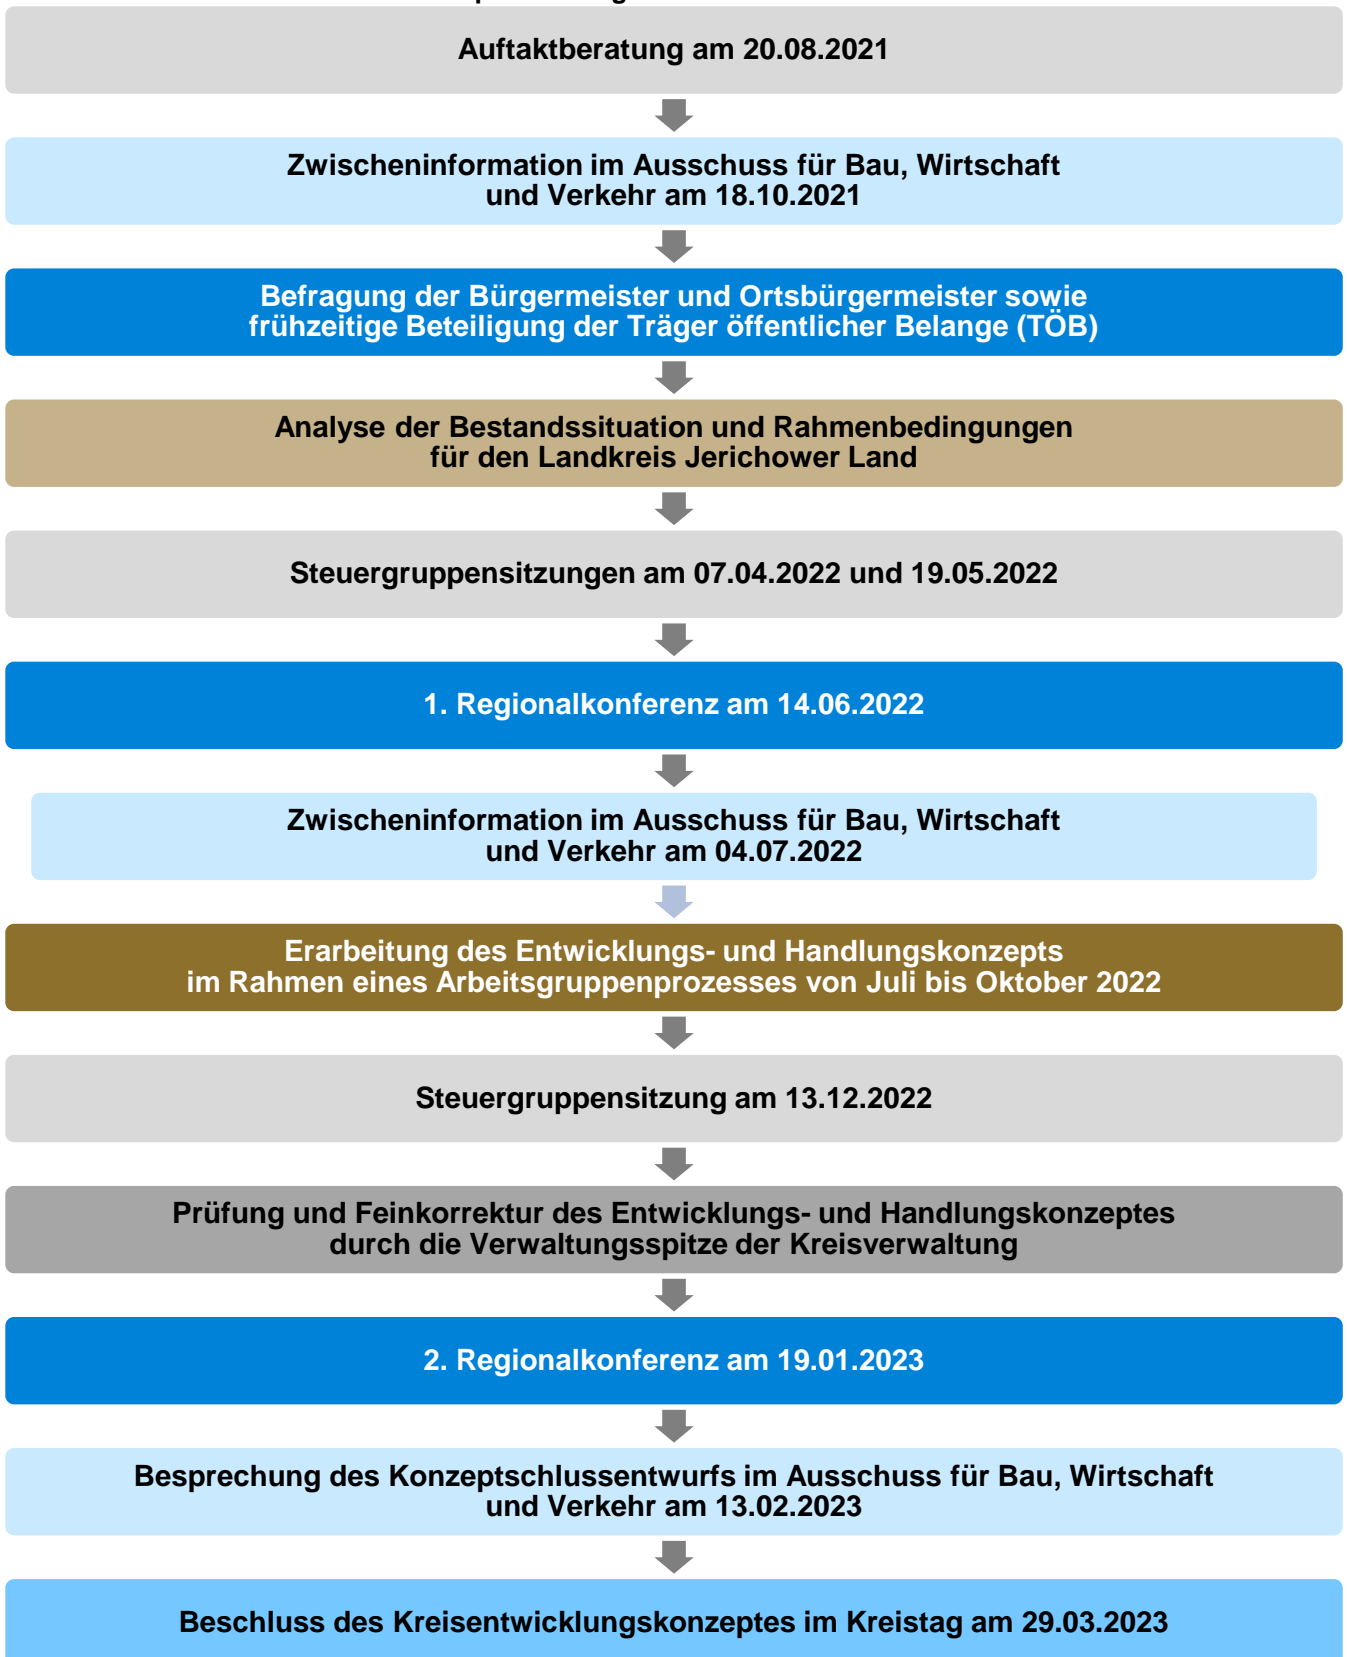 Auftaktberatung am 20.08.2021
Zwischeninformation im Ausschuss für Bau, Wirtschaft
und Verkehr am 18.10.2021
Befragung der Bürgermeister und Ortsbürgermeister sowie
frühzeitige Beteiligung der Träger öffentlicher Belange (TÖB)
Analyse der Bestandssituation und Rahmenbedingungen
für den Landkreis Jerichower Land
Steuergruppensitzungen am 07.04.2022 und 19.05.2022
1. Regionalkonferenz am 14.06.2022
Zwischeninformation im Ausschuss für Bau, Wirtschaft
und Verkehr am 04.07.2022
Erarbeitung des Entwicklungs- und Handlungskonzepts
im Rahmen eines Arbeitsgruppenprozesses von Juli bis Oktober 2022
Steuergruppensitzung am 13.12.2022
Prüfung und Feinkorrektur des Entwicklungs- und Handlungskonzeptes
durch die Verwaltungsspitze der Kreisverwaltung
2. Regionalkonferenz am 19.01.2023
Besprechung des Konzeptschlussentwurfs im Ausschuss für Bau, Wirtschaft
und Verkehr am 13.02.2023
Beschluss des Kreisentwicklungskonzeptes im Kreistag am 29.03.2023